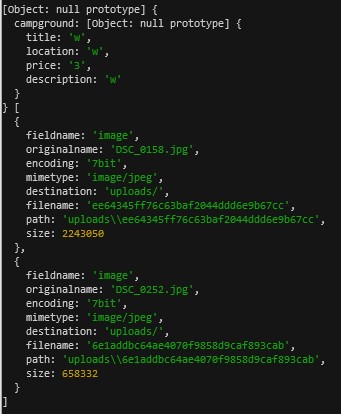 [Object: null prototype] {
  campground: [Object: null prototype] {
    title: 'w',
    location: 'w',
    price: '3',
    description: 'w'
  }
} [
  {
    fieldname: 'image',
    originalname: 'DSC_0158.jpg',
    encoding: '7bit',
    mimetype: 'image/jpeg',
    destination: 'uploads/',
    filename: 'ee64345ff76c63baf2044ddd6e9b67cc',
    path: 'uploads\\ee64345ff76c63baf2044ddd6e9b67cc',
    size: 2243050
  },
  {
    fieldname: 'image',
    originalname: 'DSC_0252.jpg',
    encoding: '7bit',
    mimetype: 'image/jpeg',
    destination: 'uploads/',
    filename: '6e1addbc64ae4070f9858d9caf893cab',
    path: 'uploads\\6e1addbc64ae4070f9858d9caf893cab',
    size: 658332
  }
]